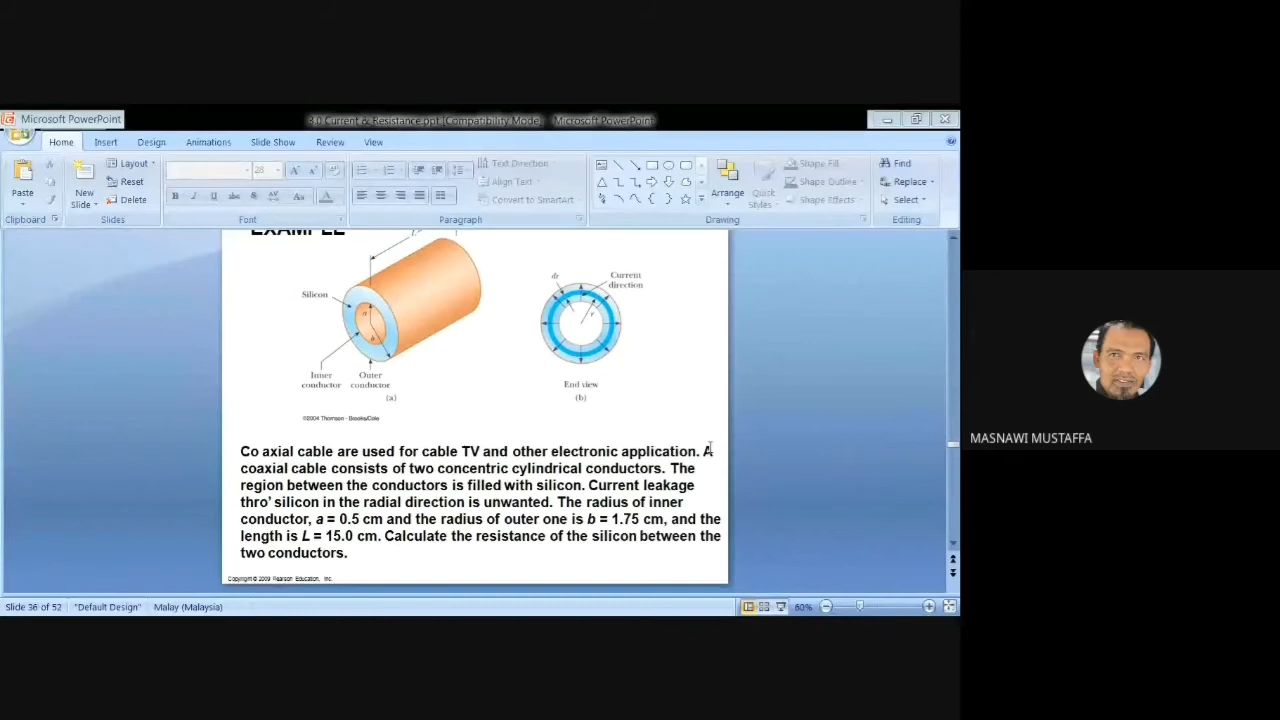 Microsoft PowerPoint
3.0 Current & Resistance.ppt [Compatibility Mode] - Microsoft PowerPoint
Home Insert Design Animations Slide Show Review View
Paste
Clipboard
New
Slide
Layout
Reset
Delete
Slides
28
B I U abc S AV Aa A
Font
Text Direction
Align Text
Convert to SmartArt
Paragraph
Arrange
Quick
Styles
Shape Fill
Shape Outline
Shape Effects
Drawing
Find
Replace
Select
Editing
EXAMPLE
L
Silicon
a
b
Inner
conductor
Outer
conductor
(a)
dr
Current
direction
r
End view
(b)
©2004 Thomson - Brooks/Cole
Co axial cable are used for cable TV and other electronic application. A
coaxial cable consists of two concentric cylindrical conductors. The
region between the conductors is filled with silicon. Current leakage
thro' silicon in the radial direction is unwanted. The radius of inner
conductor, a = 0.5 cm and the radius of outer one is b = 1.75 cm, and the
length is L = 15.0 cm. Calculate the resistance of the silicon between the
two conductors.
Copyright © 2009 Pearson Education, Inc.
Slide 36 of 52 "Default Design" Malay (Malaysia) 60%
MASNAWI MUSTAFFA